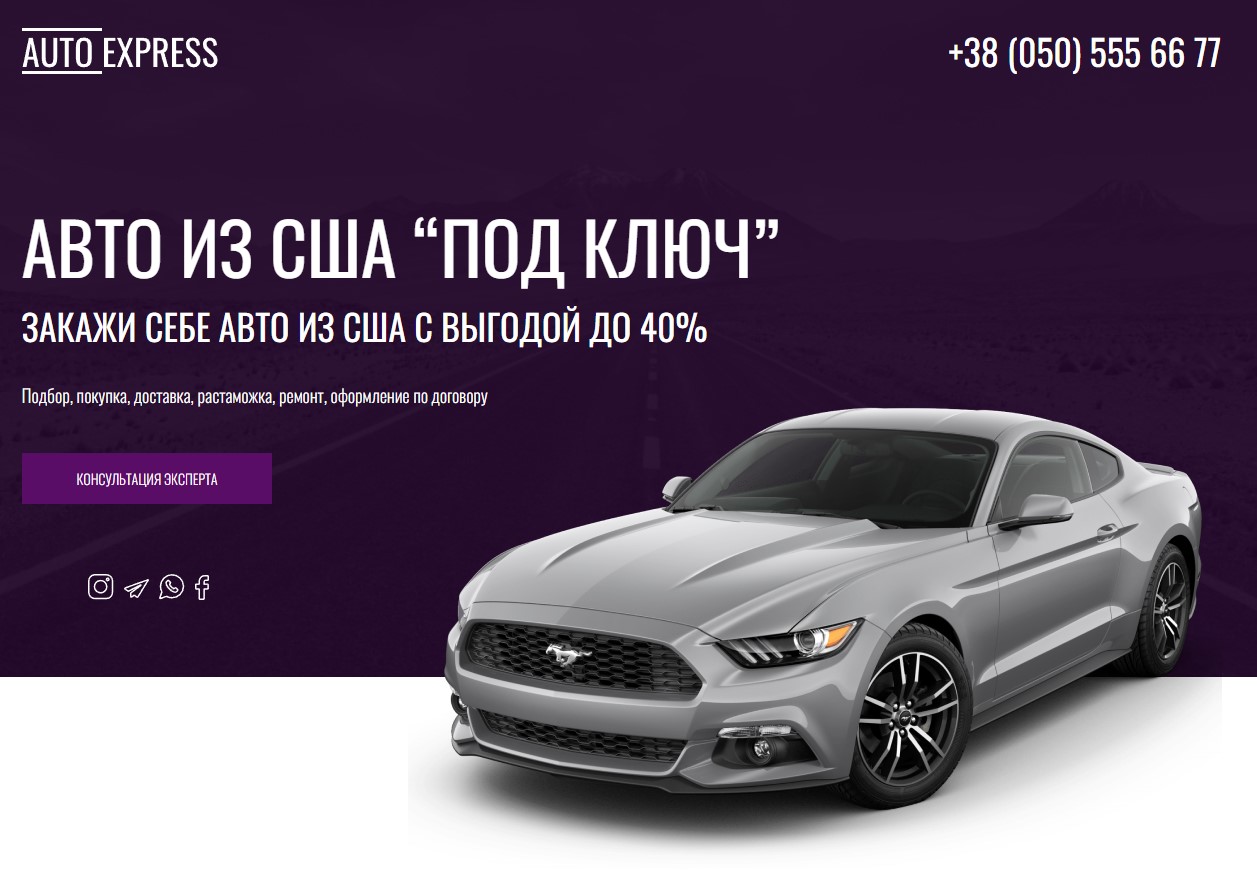 AUTO EXPRESS
+38 (050) 555 66 77
АВТО ИЗ США “ПОД КЛЮЧ”
ЗАКАЖИ СЕБЕ АВТО ИЗ США С ВЫГОДОЙ ДО 40%
Подбор, покупка, доставка, растаможка, ремонт, оформление по договору
КОНСУЛЬТАЦИЯ ЭКСПЕРТА